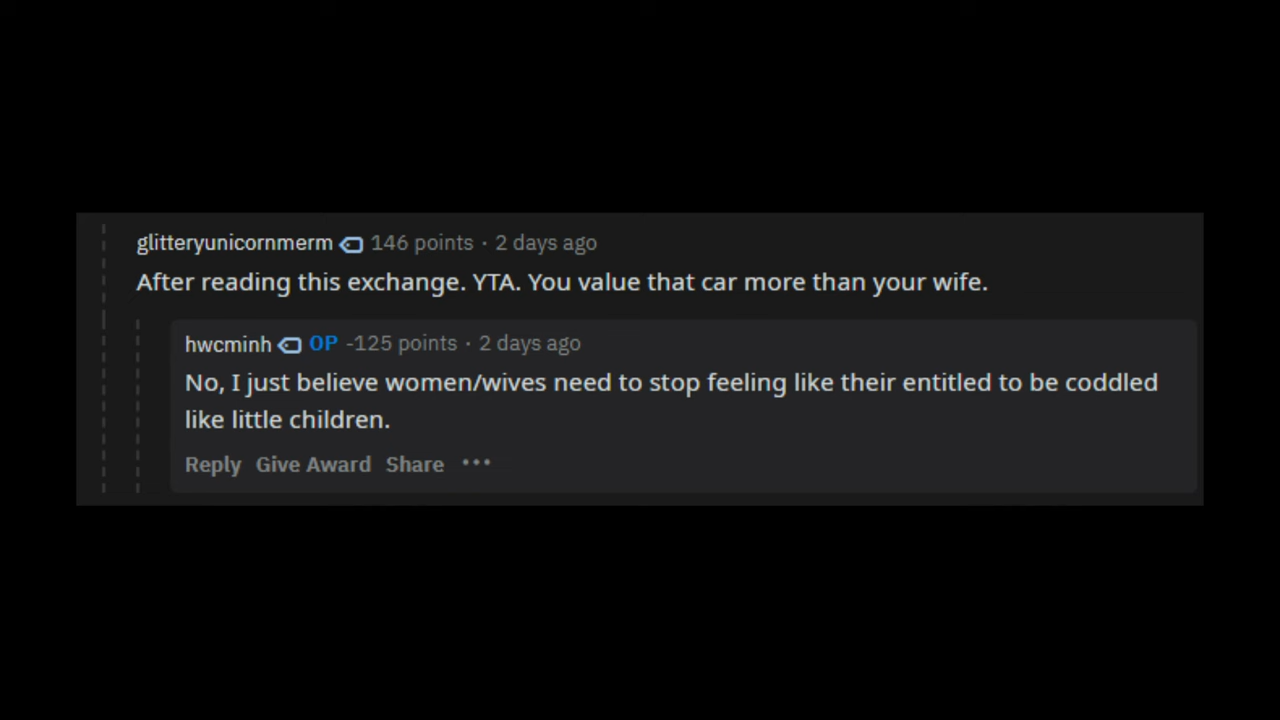 glitteryunicornmerm 146 points · 2 days ago
After reading this exchange. YTA. You value that car more than your wife.
hwcminh OP -125 points · 2 days ago
No, I just believe women/wives need to stop feeling like their entitled to be coddled
like little children.
Reply Give Award Share •••